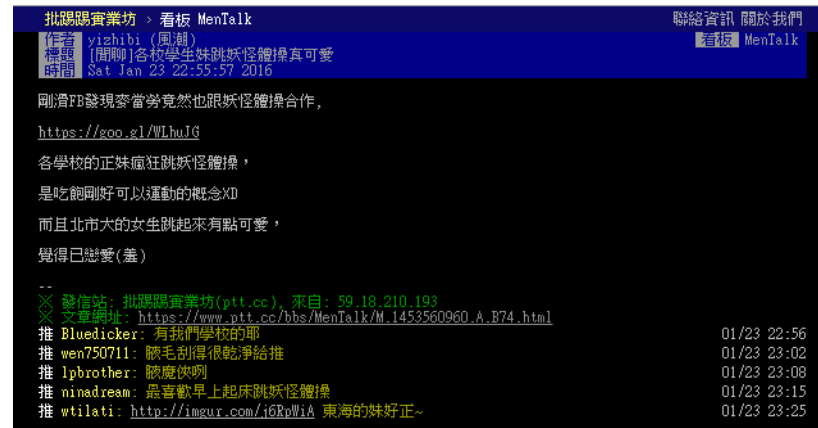 批踢踢實業坊 › 看板 MenTalk 聯絡資訊 關於我們
作者 yizhibi (風潮) 看板 MenTalk
標題 [閒聊]各校學生妹跳妖怪體操真可愛
時間 Sat Jan 23 22:55:57 2016
剛滑FB發現麥當勞竟然也跟妖怪體操合作,
https://goo.gl/WLhuJG
各學校的正妹瘋狂跳妖怪體操，
是吃飽剛好可以運動的概念XD
而且北市大的女生跳起來有點可愛，
覺得已戀愛(羞)
--
※ 發信站: 批踢踢實業坊(ptt.cc), 來自: 59.18.210.193
※ 文章網址: https://www.ptt.cc/bbs/MenTalk/M.1453560960.A.B74.html
推 Bluedicker: 有我們學校的耶 01/23 22:56
推 wen750711: 腋毛刮得很乾淨給推 01/23 23:02
推 lpbrother: 腋魔俠咧 01/23 23:08
推 ninadream: 最喜歡早上起床跳妖怪體操 01/23 23:15
推 wtilati: http://imgur.com/j6RpWiA 東海的妹好正~ 01/23 23:25